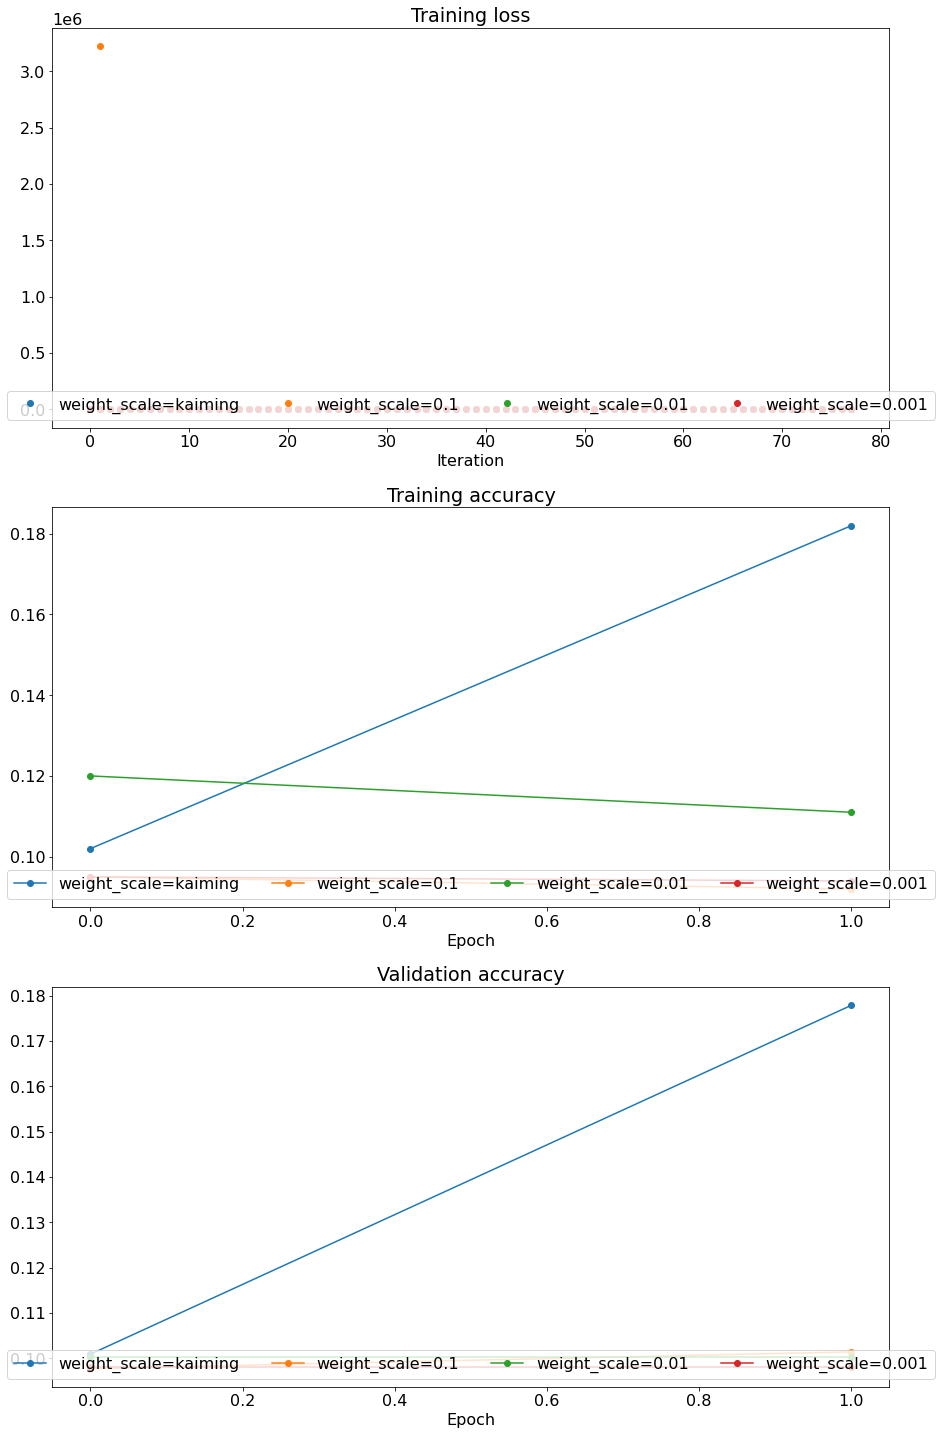 Training loss
1e6
3.0
2.5
2.0
1.5
1.0
0.5
0.0
weight_scale=kaiming weight_scale=0.1 weight_scale=0.01 weight_scale=0.001
0 10 20 30 40 50 60 70 80
Iteration
Training accuracy
0.18
0.16
0.14
0.12
0.10
weight_scale=kaiming weight_scale=0.1 weight_scale=0.01 weight_scale=0.001
0.0 0.2 0.4 0.6 0.8 1.0
Epoch
Validation accuracy
0.18
0.17
0.16
0.15
0.14
0.13
0.12
0.11
0.10
weight_scale=kaiming weight_scale=0.1 weight_scale=0.01 weight_scale=0.001
0.0 0.2 0.4 0.6 0.8 1.0
Epoch